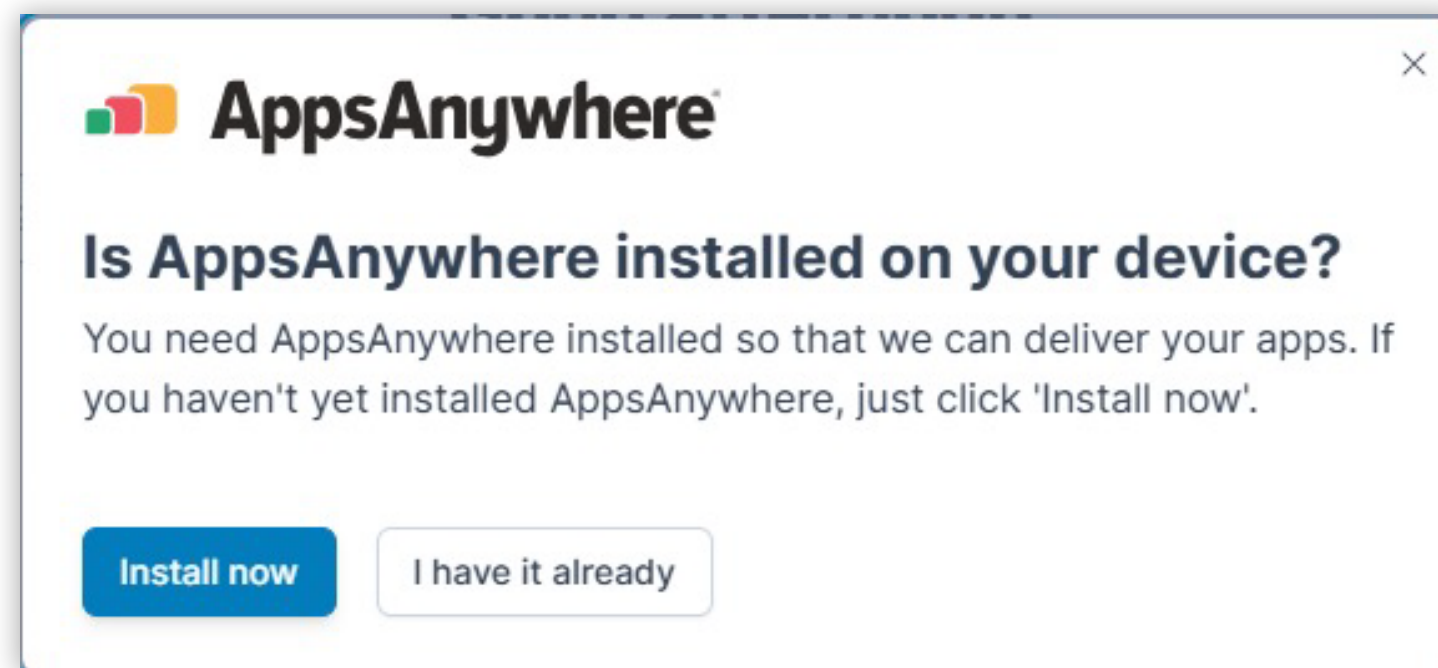 AppsAnywhere
Is AppsAnywhere installed on your device?
You need AppsAnywhere installed so that we can deliver your apps. If
you haven't yet installed AppsAnywhere, just click 'Install now'.
Install now
I have it already